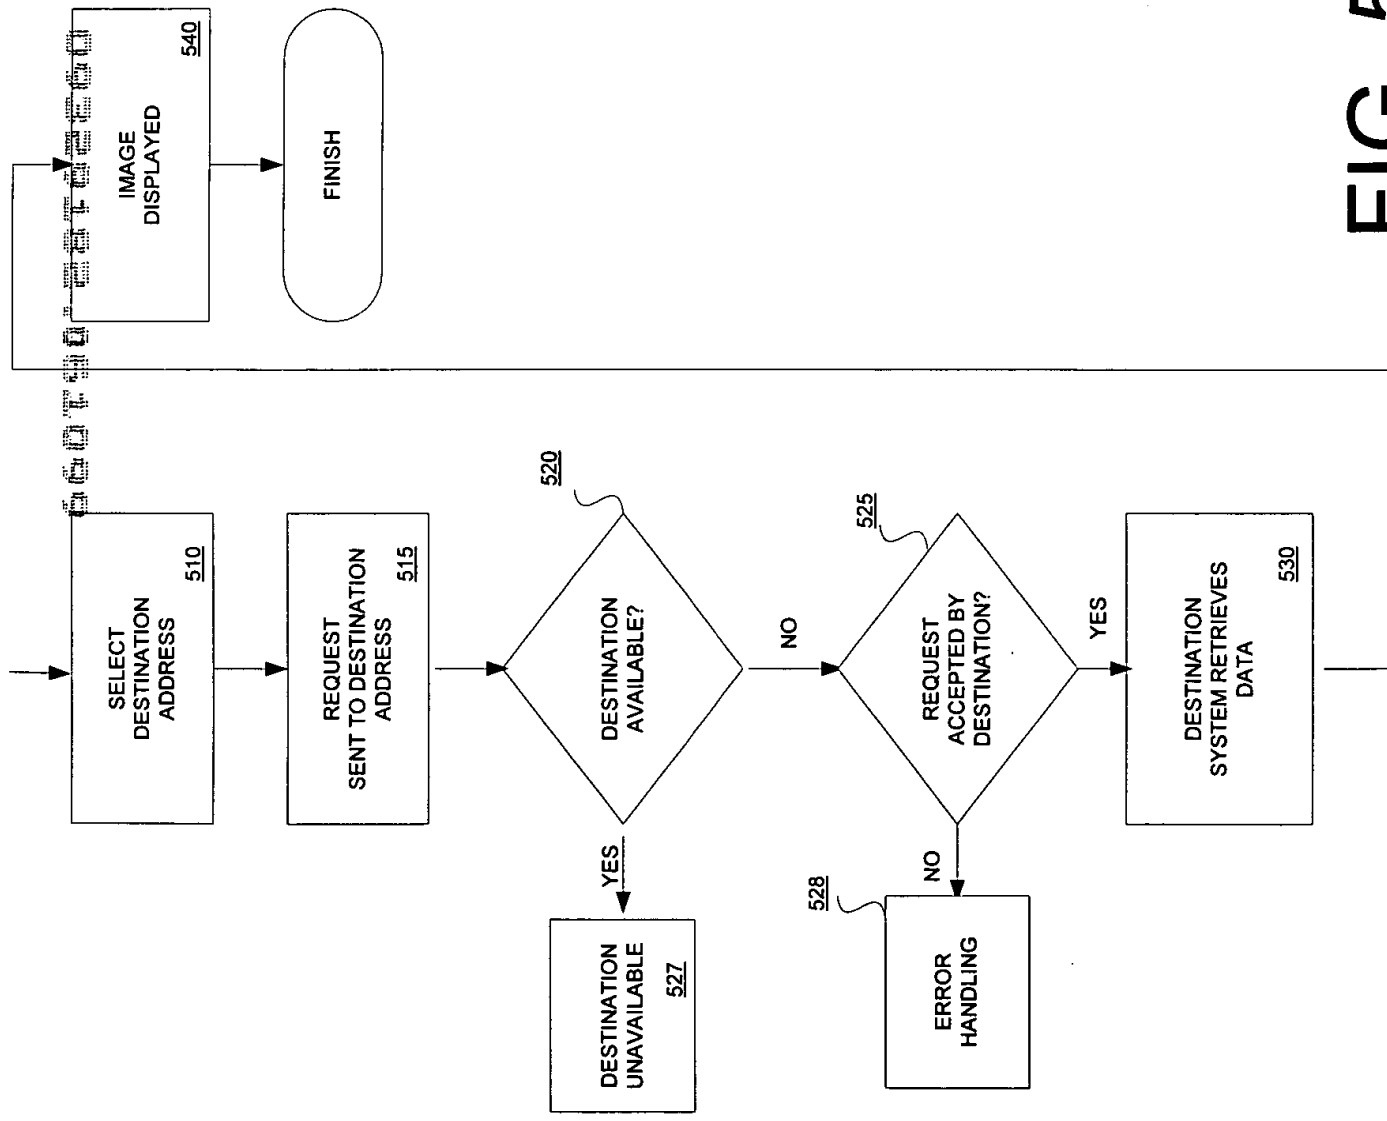 SELECT
DESTINATION
ADDRESS
510
REQUEST
SENT TO DESTINATION
ADDRESS
515
520
DESTINATION
AVAILABLE?
YES
NO
DESTINATION
UNAVAILABLE
527
525
REQUEST
ACCEPTED BY
DESTINATION?
NO
YES
528
ERROR
HANDLING
DESTINATION
SYSTEM RETRIEVES
DATA
530
IMAGE
DISPLAYED
540
FINISH
FIG